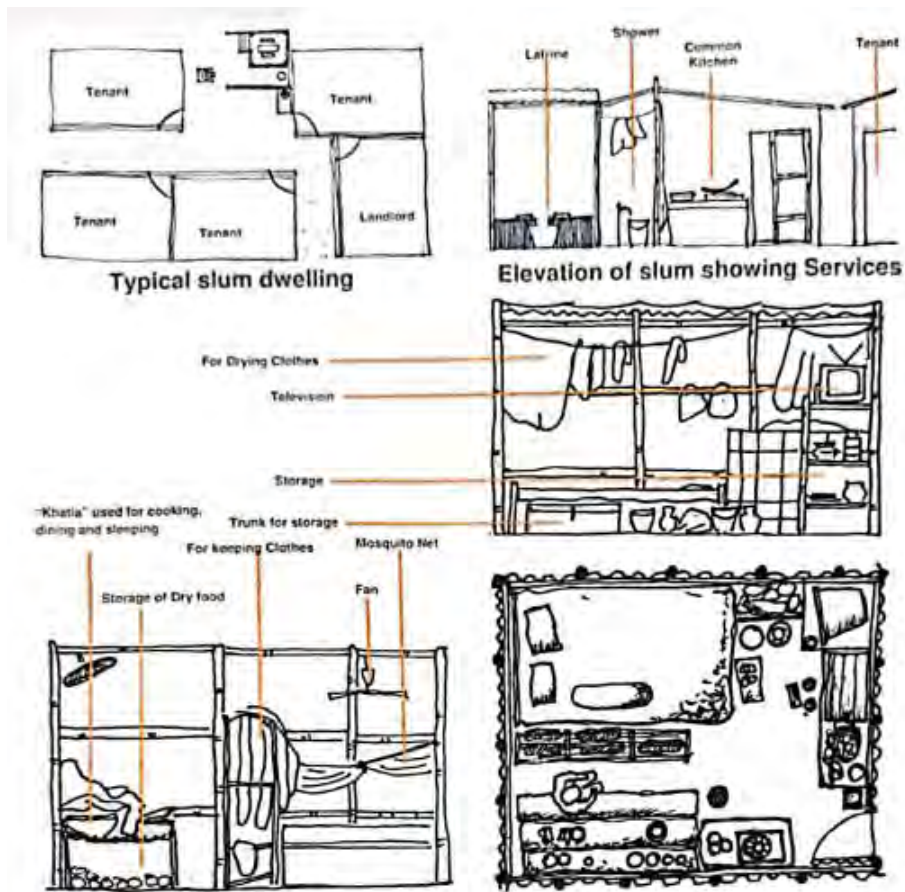 Shower
Latrine
Common
Kitchen
Tenant
Tenant
Tenant
Tenant
Tenant
Landlord
Typical slum dwelling
Elevation of slum showing Services
For Drying Clothes
Television
Storage
Trunk for storage
"Khatia" used for cooking,
dining and sleeping
For keeping Clothes
Mosquito Net
Storage of Dry food
Fan